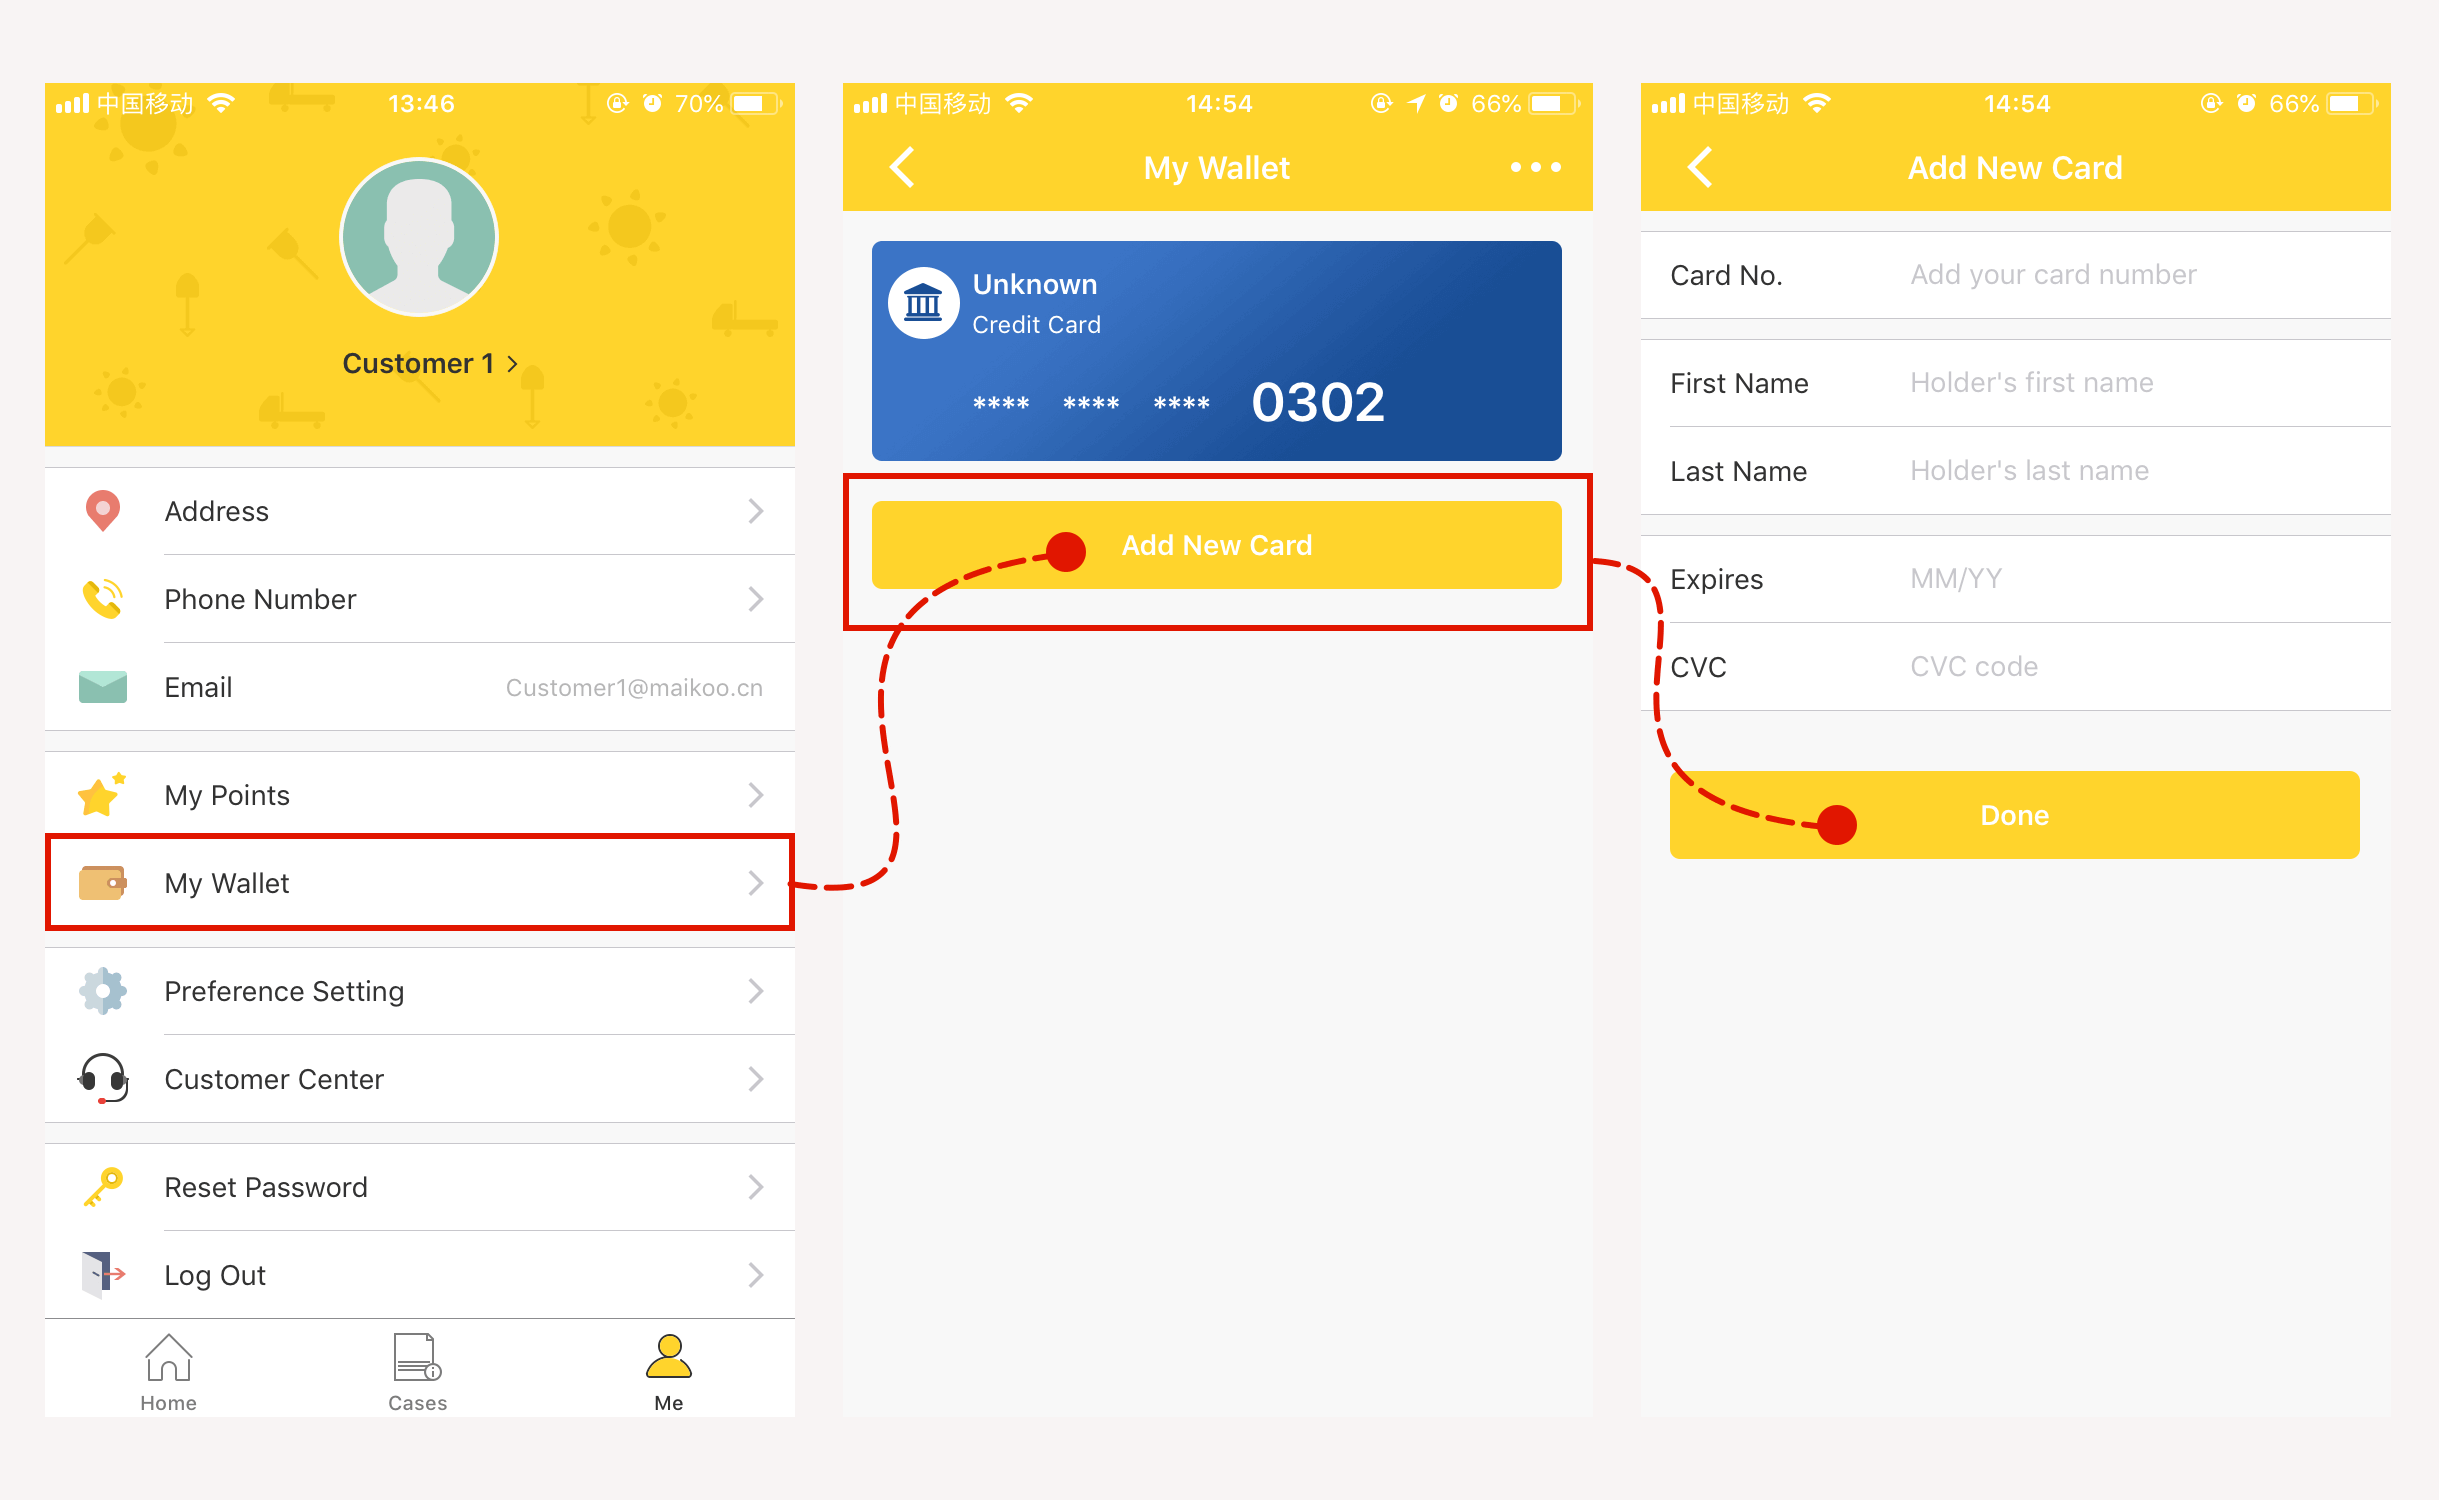 中国移动 13:46 70%
Customer 1
Address
Phone Number
Email Customer1@maikoo.cn
My Points
My Wallet
Preference Setting
Customer Center
Reset Password
Log Out
Home Cases Me
中国移动 14:54 66%
My Wallet
Unknown
Credit Card
**** **** **** 0302
Add New Card
中国移动 14:54 66%
Add New Card
Card No. Add your card number
First Name Holder's first name
Last Name Holder's last name
Expires MM/YY
CVC CVC code
Done